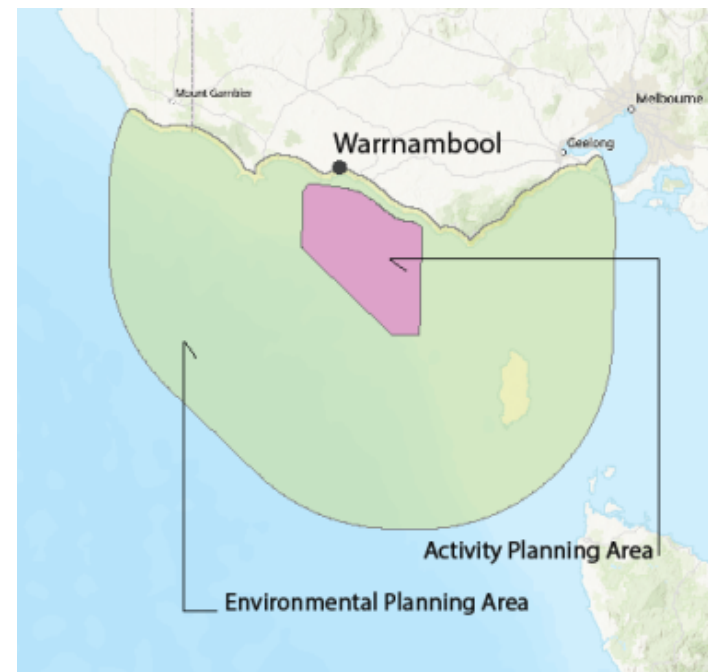 Mount Gambier
Melbourne
Warrnambool
Geelong
Activity Planning Area
Environmental Planning Area